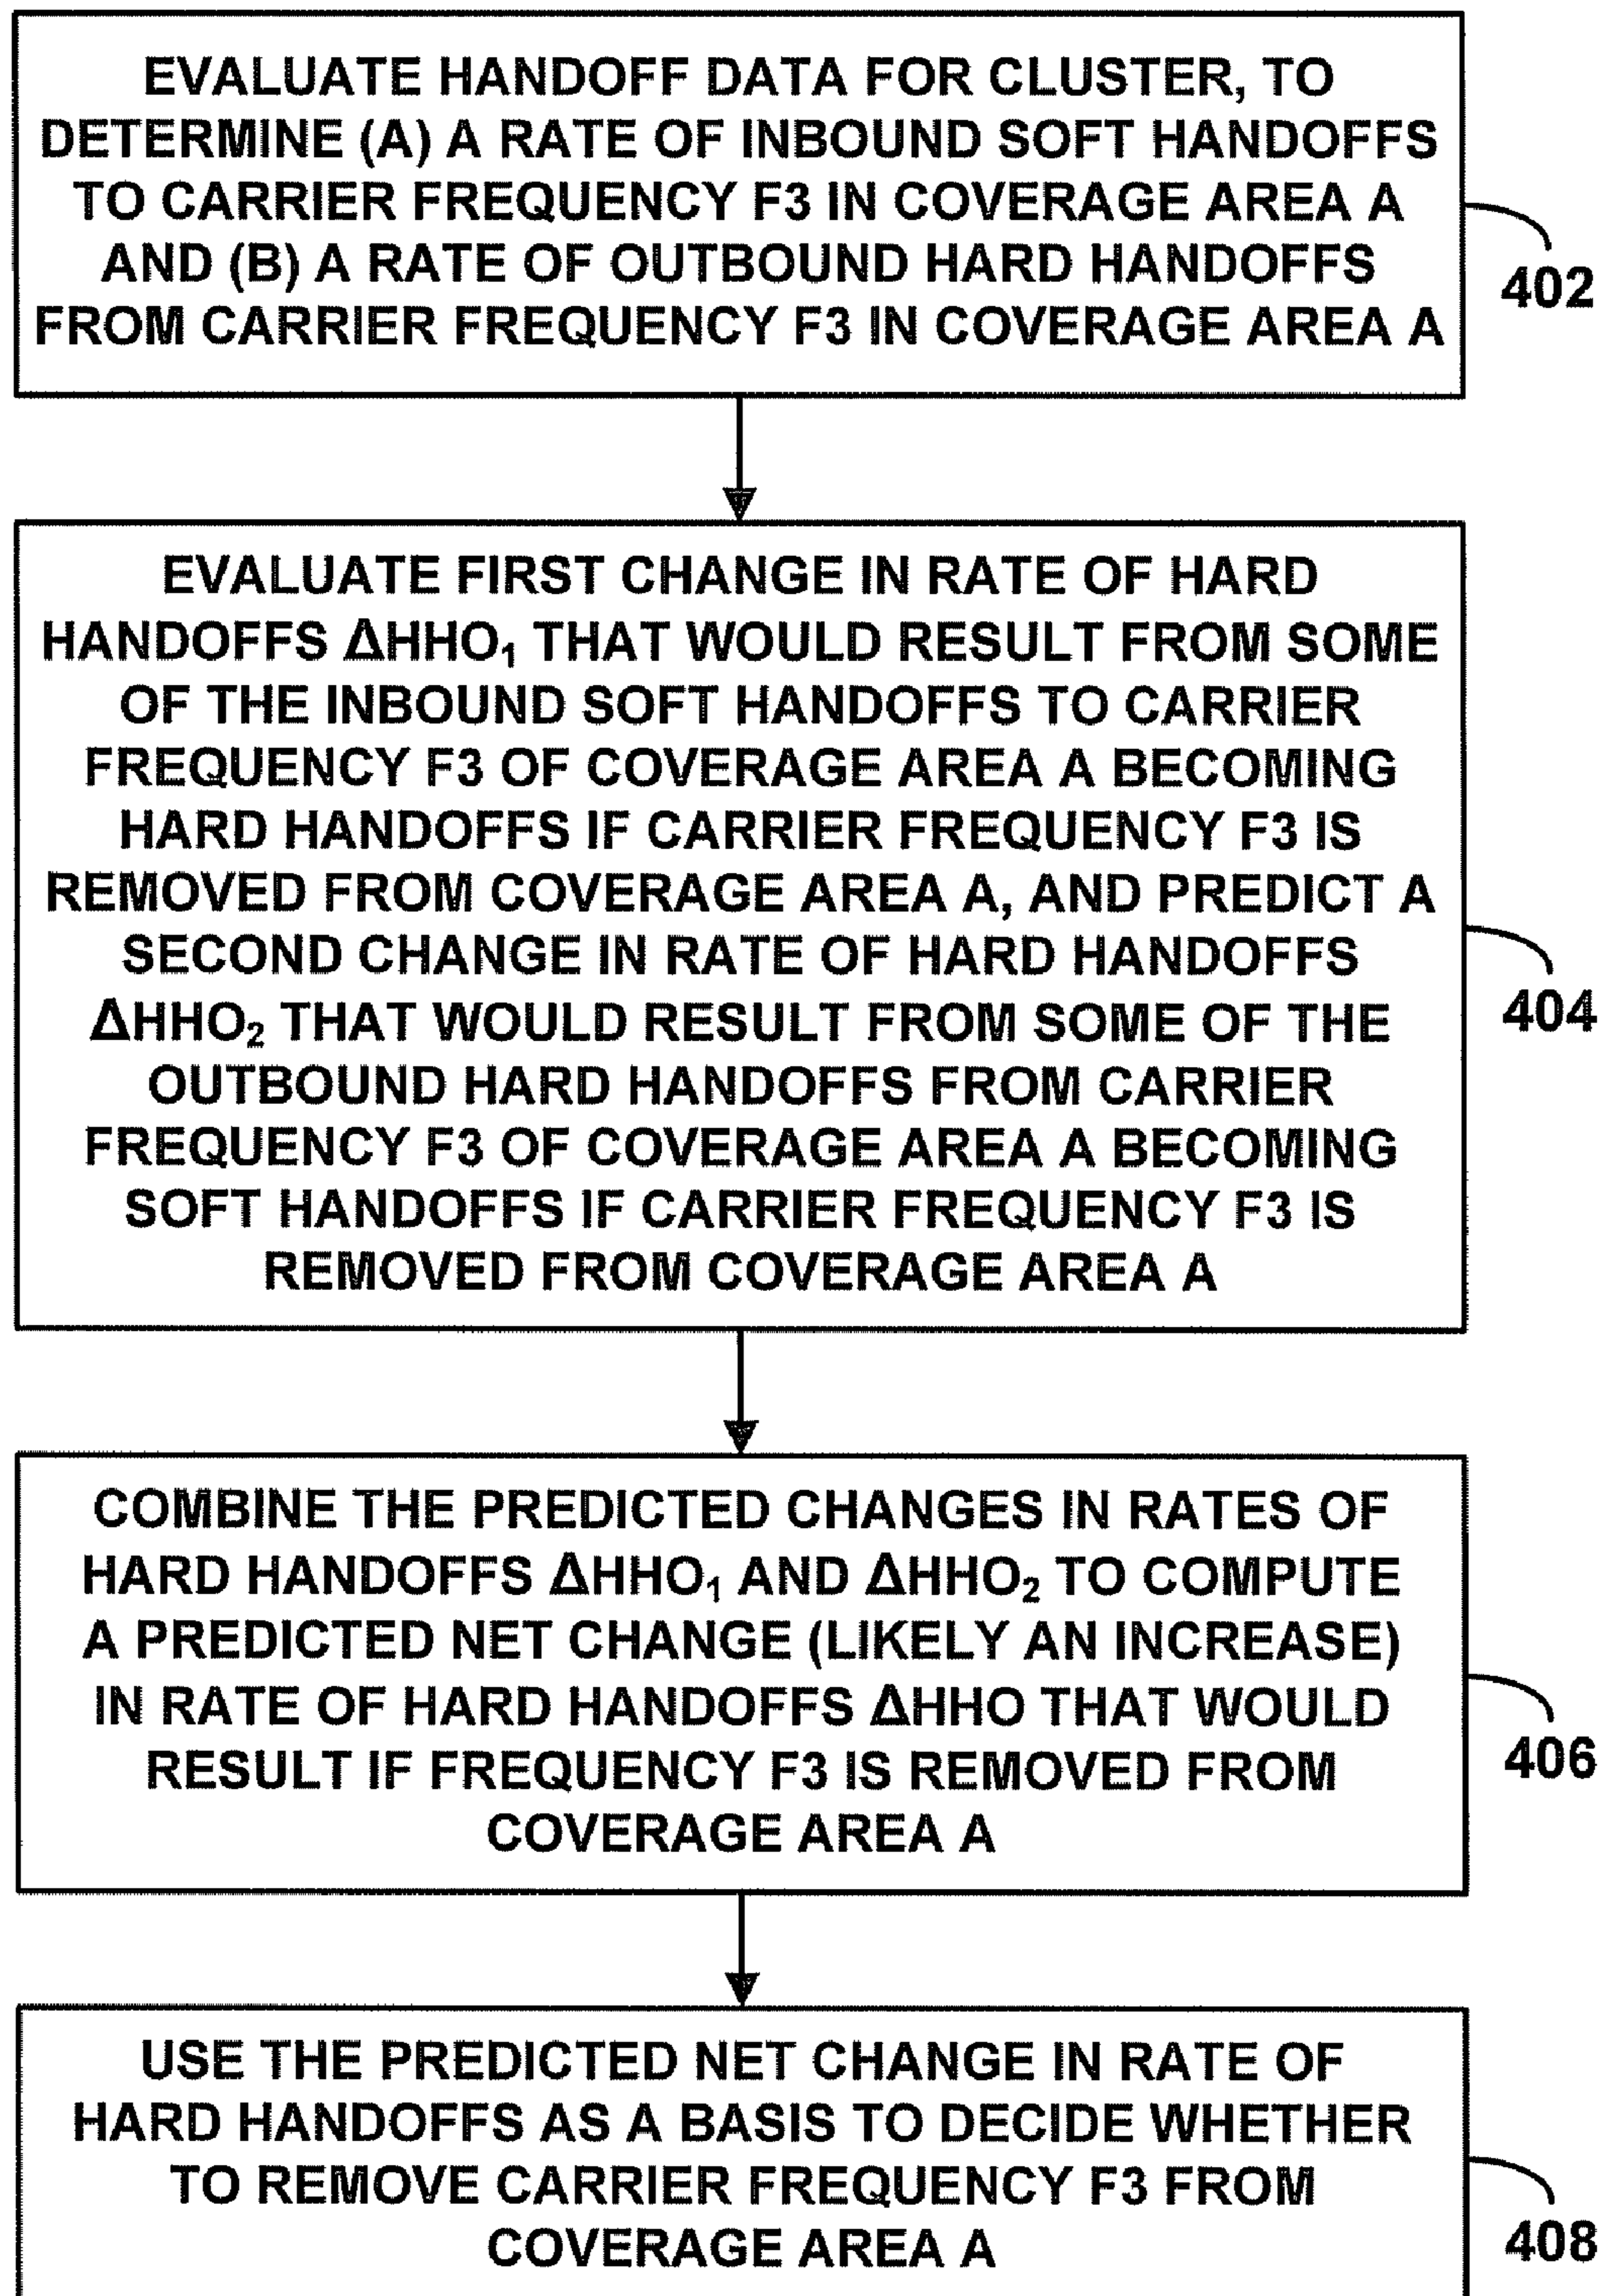 EVALUATE HANDOFF DATA FOR CLUSTER, TO
DETERMINE (A) A RATE OF INBOUND SOFT HANDOFFS
TO CARRIER FREQUENCY F3 IN COVERAGE AREA A
AND (B) A RATE OF OUTBOUND HARD HANDOFFS
FROM CARRIER FREQUENCY F3 IN COVERAGE AREA A
402
EVALUATE FIRST CHANGE IN RATE OF HARD
HANDOFFS ΔHHO₁ THAT WOULD RESULT FROM SOME
OF THE INBOUND SOFT HANDOFFS TO CARRIER
FREQUENCY F3 OF COVERAGE AREA A BECOMING
HARD HANDOFFS IF CARRIER FREQUENCY F3 IS
REMOVED FROM COVERAGE AREA A, AND PREDICT A
SECOND CHANGE IN RATE OF HARD HANDOFFS
ΔHHO₂ THAT WOULD RESULT FROM SOME OF THE
OUTBOUND HARD HANDOFFS FROM CARRIER
FREQUENCY F3 OF COVERAGE AREA A BECOMING
SOFT HANDOFFS IF CARRIER FREQUENCY F3 IS
REMOVED FROM COVERAGE AREA A
404
COMBINE THE PREDICTED CHANGES IN RATES OF
HARD HANDOFFS ΔHHO₁ AND ΔHHO₂ TO COMPUTE
A PREDICTED NET CHANGE (LIKELY AN INCREASE)
IN RATE OF HARD HANDOFFS ΔHHO THAT WOULD
RESULT IF FREQUENCY F3 IS REMOVED FROM
COVERAGE AREA A
406
USE THE PREDICTED NET CHANGE IN RATE OF
HARD HANDOFFS AS A BASIS TO DECIDE WHETHER
TO REMOVE CARRIER FREQUENCY F3 FROM
COVERAGE AREA A
408